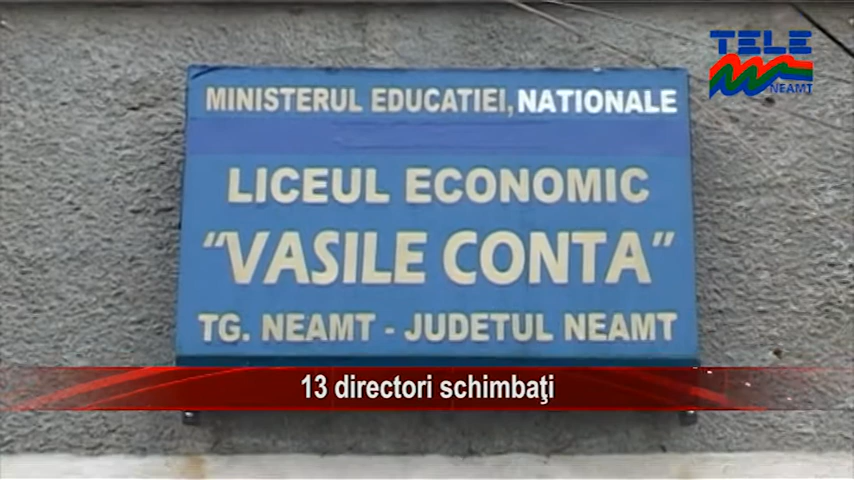 TELE
NEAMT
MINISTERUL EDUCATIEI, NATIONALE
LICEUL ECONOMIC
“VASILE CONTA”
TG. NEAMT - JUDETUL NEAMT
13 directori schimbaţi